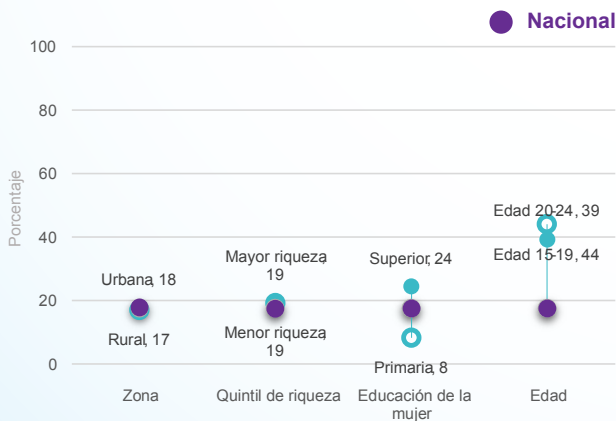 Nacional
100
80
60
40
20
0
Porcentaje
Urbana, 18
Rural, 17
Mayor riqueza,
19
Menor riqueza,
19
Superior, 24
Primaria, 8
Edad 20-24, 39
Edad 15-19, 44
Zona
Quintil de riqueza
Educación de la
mujer
Edad